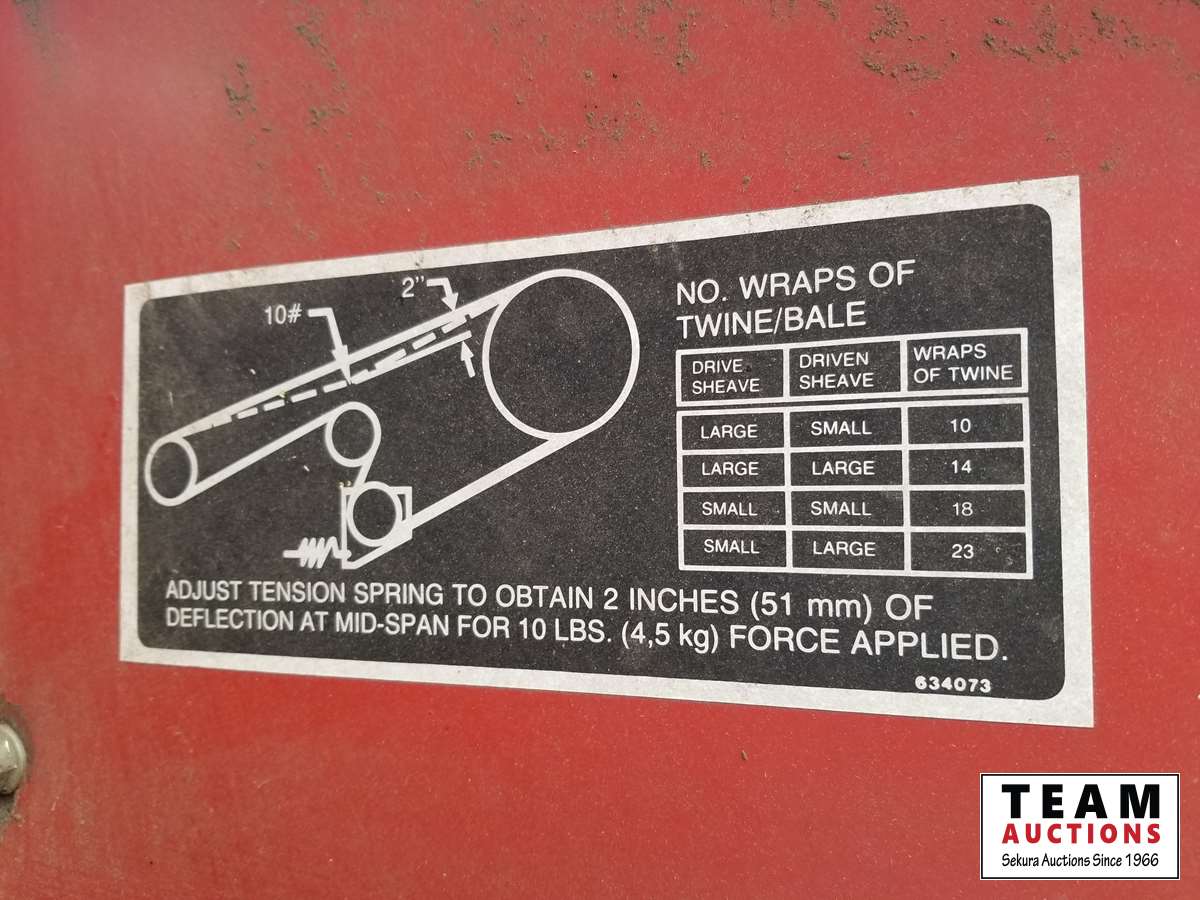 2''
10#
NO. WRAPS OF
TWINE/BALE
DRIVE SHEAVE DRIVEN SHEAVE WRAPS OF TWINE
LARGE SMALL 10
LARGE LARGE 14
SMALL SMALL 18
SMALL LARGE 23
ADJUST TENSION SPRING TO OBTAIN 2 INCHES (51 mm) OF
DEFLECTION AT MID-SPAN FOR 10 LBS. (4,5 kg) FORCE APPLIED.
634073
TEAM
AUCTIONS
Sekura Auctions Since 1966